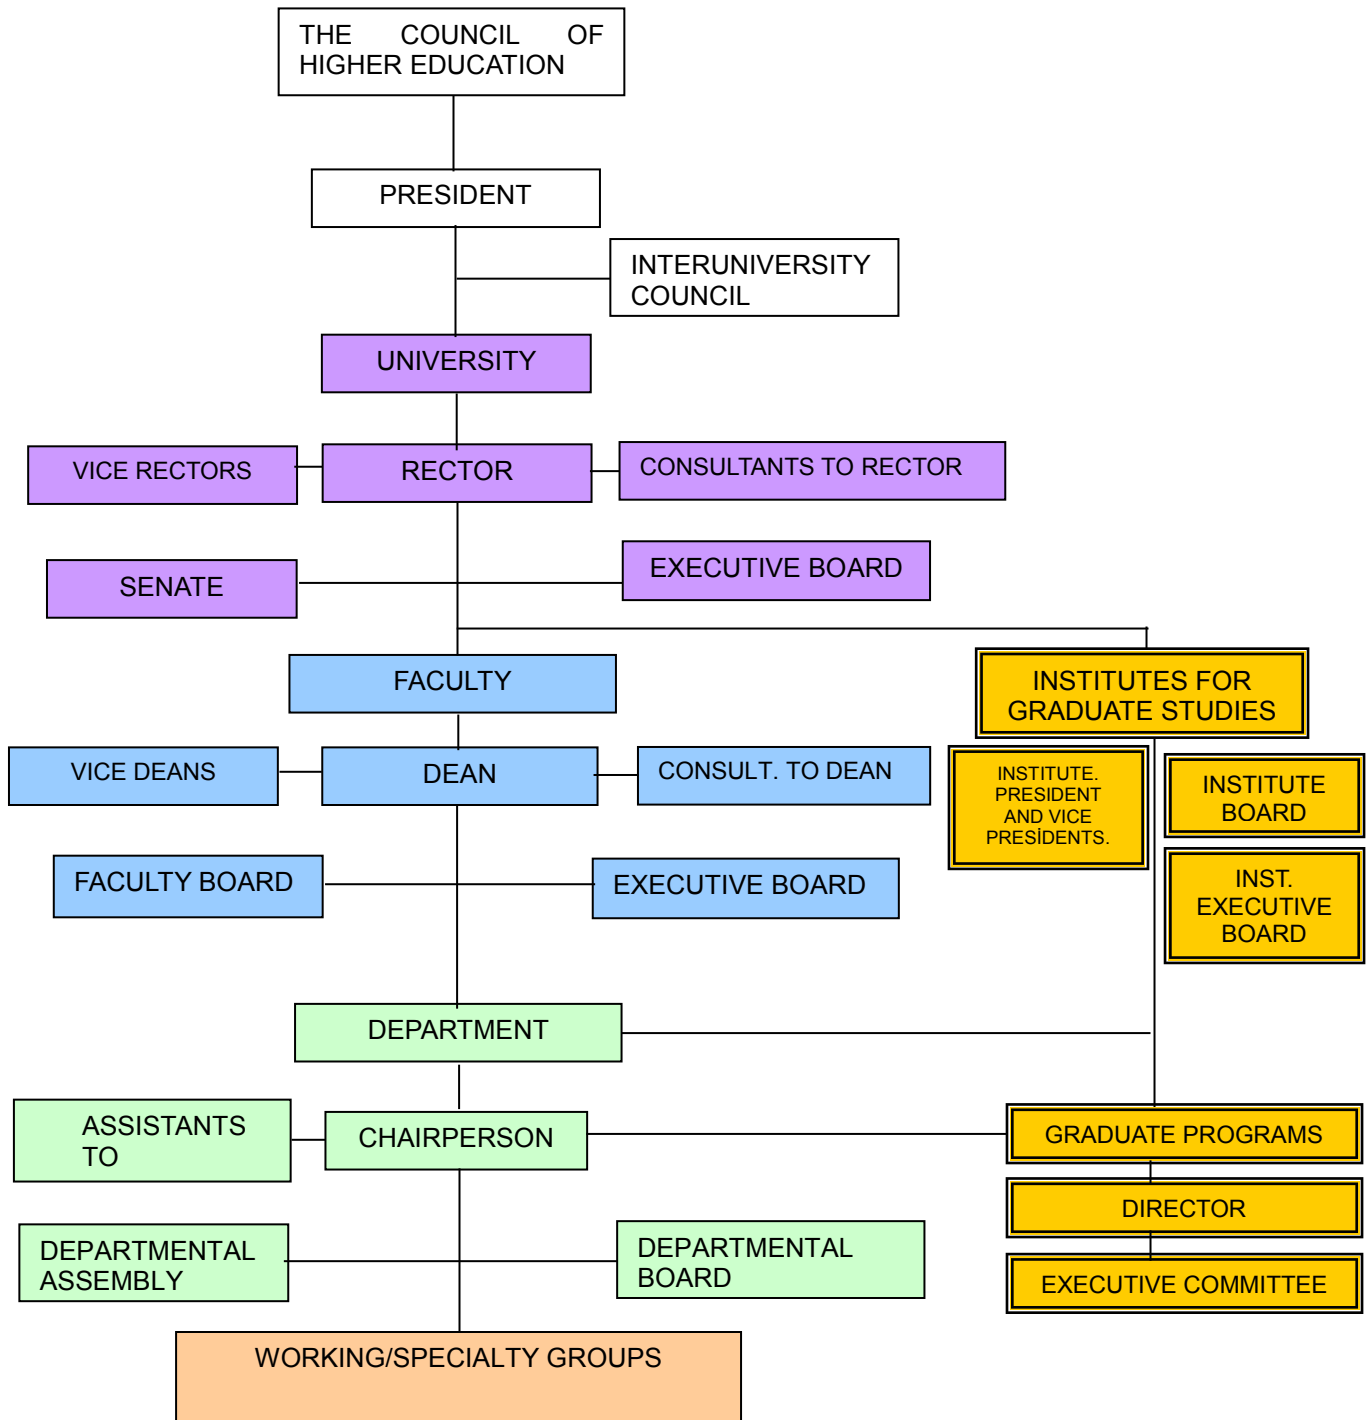 THE COUNCIL OF
HIGHER EDUCATION
PRESIDENT
INTERUNIVERSITY
COUNCIL
UNIVERSITY
VICE RECTORS
RECTOR
CONSULTANTS TO RECTOR
SENATE
EXECUTIVE BOARD
FACULTY
INSTITUTES FOR
GRADUATE STUDIES
VICE DEANS
DEAN
CONSULT. TO DEAN
INSTITUTE.
PRESIDENT
AND VICE
PRESİDENTS.
INSTITUTE
BOARD
FACULTY BOARD
EXECUTIVE BOARD
INST.
EXECUTIVE
BOARD
DEPARTMENT
ASSISTANTS
TO
CHAIRPERSON
GRADUATE PROGRAMS
DIRECTOR
DEPARTMENTAL
ASSEMBLY
DEPARTMENTAL
BOARD
EXECUTIVE COMMITTEE
WORKING/SPECIALTY GROUPS